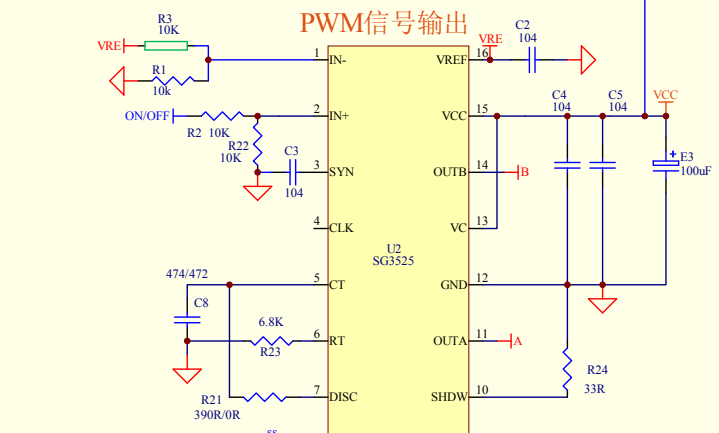 PWM信号输出
R3
10K
VRE
R1
10k
ON/OFF
R2 10K
R22
10K
C3
104
1 IN-
2 IN+
3 SYN
4 CLK
5 CT
6 RT
7 DISC
U2
SG3525
VREF 16
VCC 15
OUTB 14
VC 13
GND 12
OUTA 11
SHDW 10
VRE
C2
104
C4
104
C5
104
VCC
E3
100uF
+
B
A
474/472
C8
6.8K
R23
R21
390R/0R
R24
33R